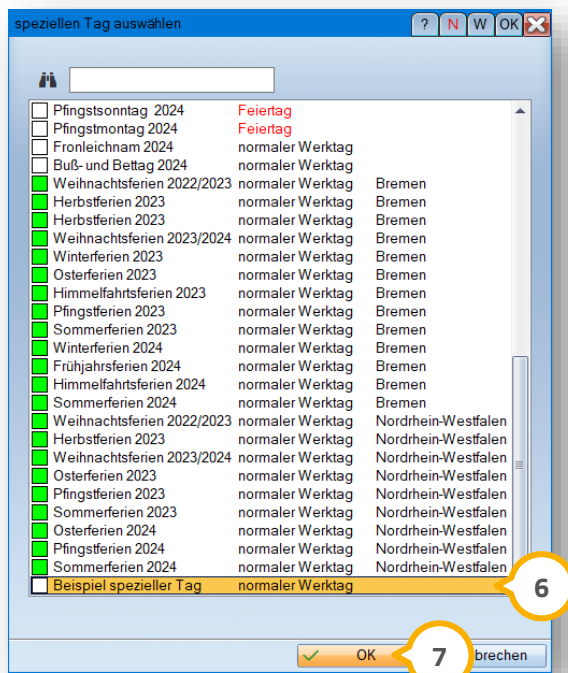 speziellen Tag auswählen ? N W OK
Pfingstsonntag 2024 Feiertag
Pfingstmontag 2024 Feiertag
Fronleichnam 2024 normaler Werktag
Buß- und Bettag 2024 normaler Werktag
Weihnachtsferien 2022/2023 normaler Werktag Bremen
Herbstferien 2023 normaler Werktag Bremen
Herbstferien 2023 normaler Werktag Bremen
Weihnachtsferien 2023/2024 normaler Werktag Bremen
Winterferien 2023 normaler Werktag Bremen
Osterferien 2023 normaler Werktag Bremen
Himmelfahrtsferien 2023 normaler Werktag Bremen
Pfingstferien 2023 normaler Werktag Bremen
Sommerferien 2023 normaler Werktag Bremen
Winterferien 2024 normaler Werktag Bremen
Frühjahrsferien 2024 normaler Werktag Bremen
Himmelfahrtsferien 2024 normaler Werktag Bremen
Sommerferien 2024 normaler Werktag Bremen
Weihnachtsferien 2022/2023 normaler Werktag Nordrhein-Westfalen
Herbstferien 2023 normaler Werktag Nordrhein-Westfalen
Weihnachtsferien 2023/2024 normaler Werktag Nordrhein-Westfalen
Osterferien 2023 normaler Werktag Nordrhein-Westfalen
Pfingstferien 2023 normaler Werktag Nordrhein-Westfalen
Sommerferien 2023 normaler Werktag Nordrhein-Westfalen
Osterferien 2024 normaler Werktag Nordrhein-Westfalen
Pfingstferien 2024 normaler Werktag Nordrhein-Westfalen
Sommerferien 2024 normaler Werktag Nordrhein-Westfalen
Beispiel spezieller Tag normaler Werktag 6
OK 7 brechen